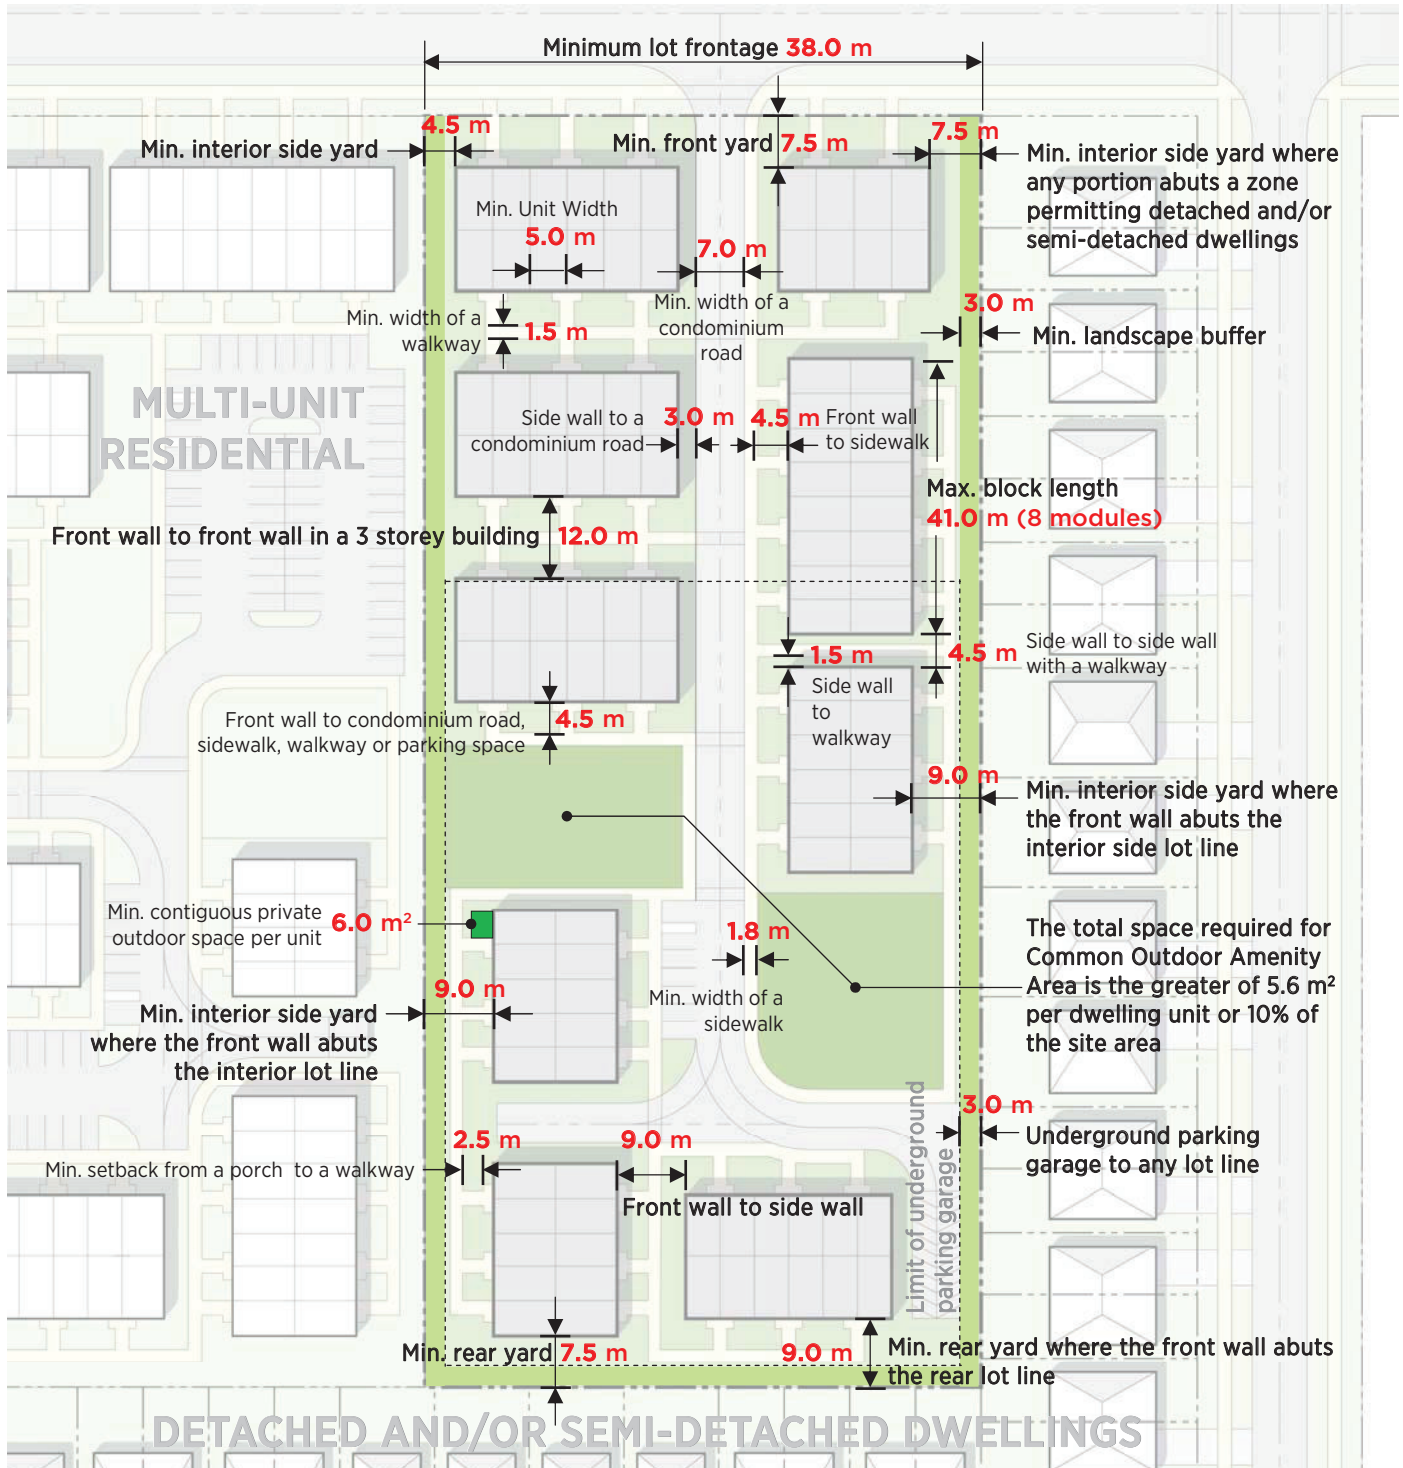 Minimum lot frontage 38.0 m
4.5 m
Min. interior side yard
Min. front yard 7.5 m
7.5 m
Min. interior side yard where
any portion abuts a zone
permitting detached and/or
semi-detached dwellings
Min. Unit Width
5.0 m
7.0 m
Min. width of a
condominium
road
Min. width of a
walkway
1.5 m
3.0 m
Min. landscape buffer
MULTI-UNIT
RESIDENTIAL
Side wall to a
condominium road
3.0 m
4.5 m
Front wall
to sidewalk
Max. block length
41.0 m (8 modules)
Front wall to front wall in a 3 storey building 12.0 m
1.5 m
Side wall
to
walkway
4.5 m
Side wall to side wall
with a walkway
Front wall to condominium road,
sidewalk, walkway or parking space
4.5 m
9.0 m
Min. interior side yard where
the front wall abuts the
interior side lot line
Min. contiguous private
outdoor space per unit
6.0 m²
1.8 m
Min. width of a
sidewalk
The total space required for
Common Outdoor Amenity
Area is the greater of 5.6 m²
per dwelling unit or 10% of
the site area
9.0 m
Min. interior side yard
where the front wall abuts
the interior lot line
3.0 m
Underground parking
garage to any lot line
Limit of underground
parking garage
2.5 m
Min. setback from a porch to a walkway
9.0 m
Front wall to side wall
Min. rear yard 7.5 m
9.0 m
Min. rear yard where the front wall abuts
the rear lot line
DETACHED AND/OR SEMI-DETACHED DWELLINGS